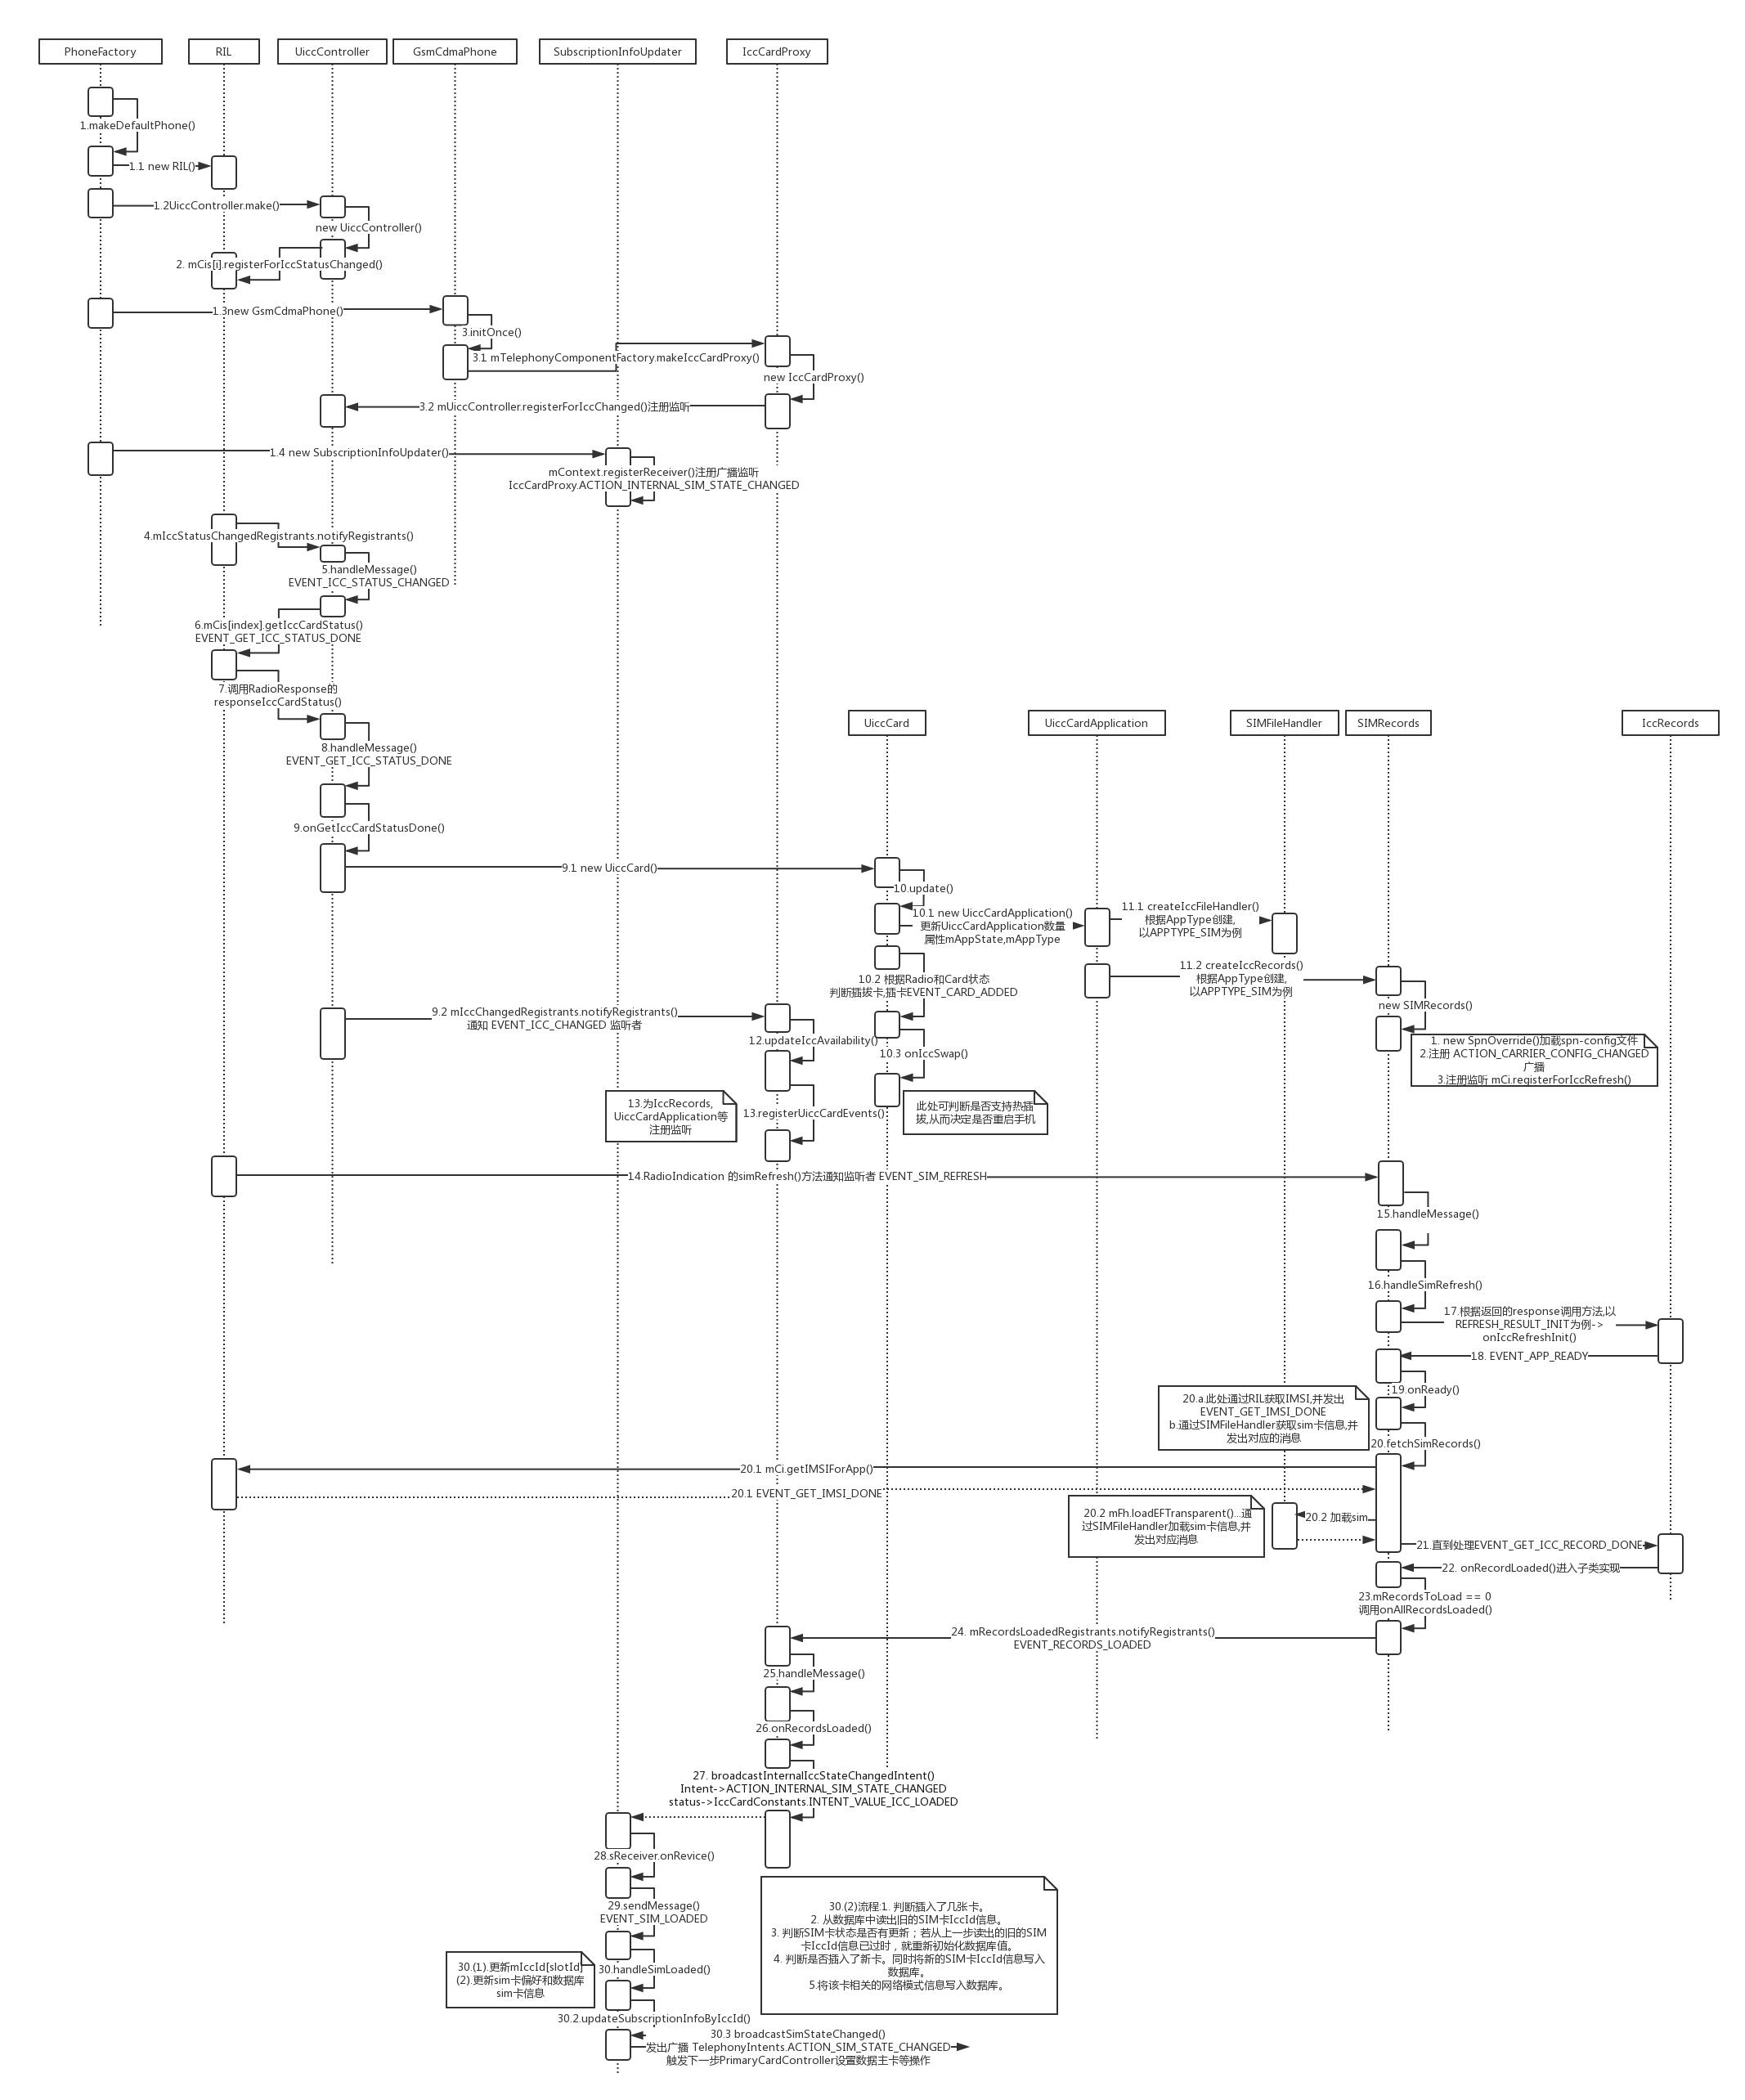 PhoneFactory
RIL
UiccController
GsmCdmaPhone
SubscriptionInfoUpdater
IccCardProxy
1.makeDefaultPhone()
1.1 new RIL()
1.2UiccController.make()
new UiccController()
2. mCis[i].registerForIccStatusChanged()
1.3new GsmCdmaPhone()
3.initOnce()
3.1 mTelephonyComponentFactory.makeIccCardProxy()
new IccCardProxy()
3.2 mUiccController.registerForIccChanged()注册监听
1.4 new SubscriptionInfoUpdater()
mContext.registerReceiver()注册广播监听
IccCardProxy.ACTION_INTERNAL_SIM_STATE_CHANGED
4.mIccStatusChangedRegistrants.notifyRegistrants()
5.handleMessage()
EVENT_ICC_STATUS_CHANGED
6.mCis[index].getIccCardStatus()
EVENT_GET_ICC_STATUS_DONE
7.调用RadioResponse的
responseIccCardStatus()
UiccCard
UiccCardApplication
SIMFileHandler
SIMRecords
IccRecords
8.handleMessage()
EVENT_GET_ICC_STATUS_DONE
9.onGetIccCardStatusDone()
9.1 new UiccCard()
10.update()
10.1 new UiccCardApplication()
更新UiccCardApplication数量
属性mAppState,mAppType
11.1 createIccFileHandler()
根据AppType创建,
以APPTYPE_SIM为例
10.2 根据Radio和Card状态
判断插拔卡,插卡EVENT_CARD_ADDED
11.2 createIccRecords()
根据AppType创建,
以APPTYPE_SIM为例
new SIMRecords()
9.2 mIccChangedRegistrants.notifyRegistrants()
通知 EVENT_ICC_CHANGED 监听者
12.updateIccAvailability()
10.3 onIccSwap()
1. new SpnOverride()加载spn-config文件
2.注册 ACTION_CARRIER_CONFIG_CHANGED
广播
3.注册监听 mCi.registerForIccRefresh()
13.为IccRecords,
UiccCardApplication等
注册监听
13.registerUiccCardEvents()
此处可判断是否支持热插
拔,从而决定是否重启手机
14.RadioIndication 的simRefresh()方法通知监听者 EVENT_SIM_REFRESH
15.handleMessage()
16.handleSimRefresh()
17.根据返回的response调用方法,以
REFRESH_RESULT_INIT为例->
onIccRefreshInit()
18. EVENT_APP_READY
19.onReady()
20.a.此处通过RIL获取IMSI,并发出
EVENT_GET_IMSI_DONE
b.通过SIMFileHandler获取sim卡信息,并
发出对应的消息
20.fetchSimRecords()
20.1 mCi.getIMSIForApp()
20.1 EVENT_GET_IMSI_DONE
20.2 mFh.loadEFTransparent()...通
过SIMFileHandler加载sim卡信息,并
发出对应消息
20.2 加载sim
21.直到处理EVENT_GET_ICC_RECORD_DONE
22. onRecordLoaded()进入子类实现
23.mRecordsToLoad == 0
调用onAllRecordsLoaded()
24. mRecordsLoadedRegistrants.notifyRegistrants()
EVENT_RECORDS_LOADED
25.handleMessage()
26.onRecordsLoaded()
27. broadcastInternalIccStateChangedIntent()
Intent->ACTION_INTERNAL_SIM_STATE_CHANGED
status->IccCardConstants.INTENT_VALUE_ICC_LOADED
28.sReceiver.onRevice()
29.sendMessage()
EVENT_SIM_LOADED
30.(2)流程:1. 判断插入了几张卡。
2. 从数据库中读出旧的SIM卡IccId信息。
3. 判断SIM卡状态是否有更新；若从上一步读出的旧的SIM
卡IccId信息已过时，就重新初始化数据库值。
4. 判断是否插入了新卡。同时将新的SIM卡IccId信息写入
数据库。
5.将该卡相关的网络模式信息写入数据库。
30.(1).更新mIccId[slotId]
(2).更新sim卡偏好和数据库
sim卡信息
30.handleSimLoaded()
30.2.updateSubscriptionInfoByIccId()
30.3 broadcastSimStateChanged()
发出广播 TelephonyIntents.ACTION_SIM_STATE_CHANGED
触发下一步PrimaryCardController设置数据主卡等操作